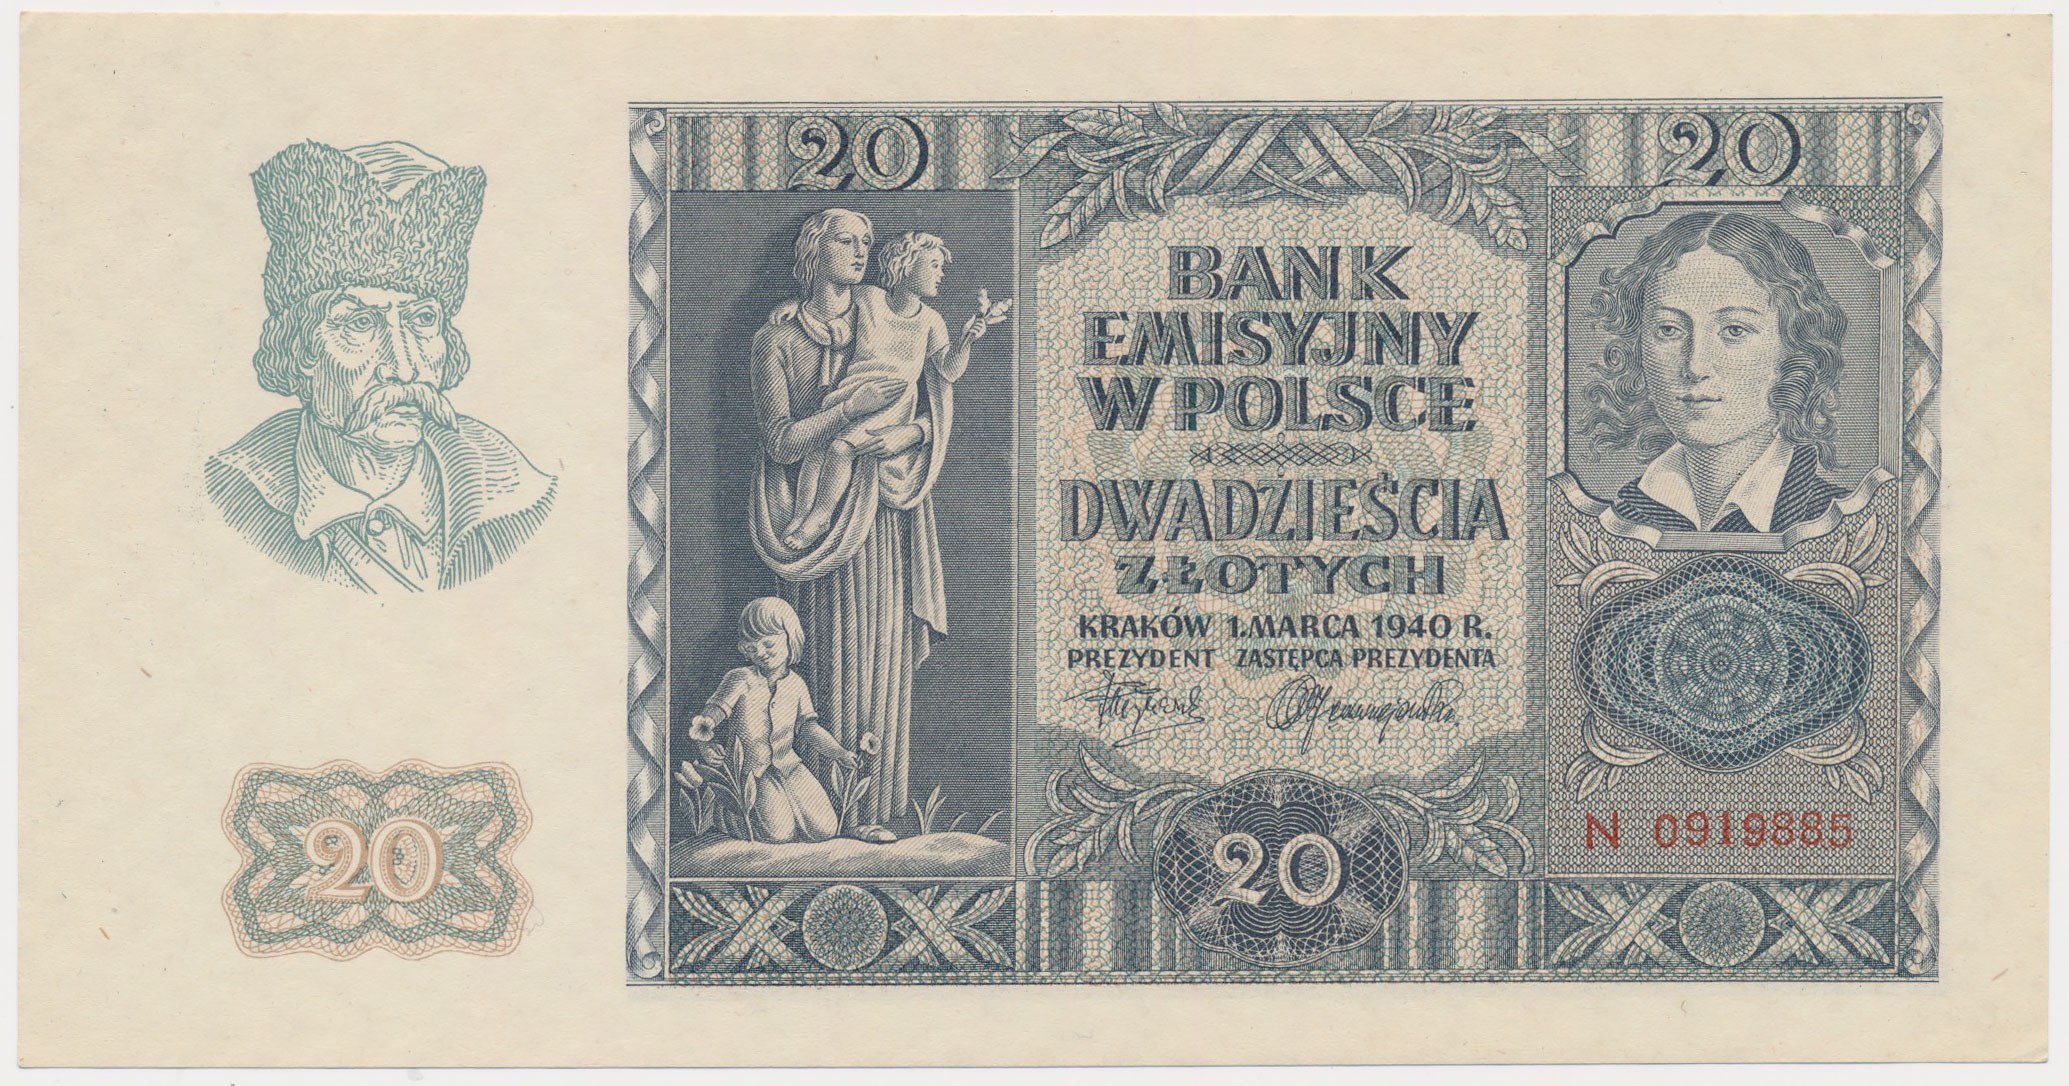 20
20
BANK
EMISYJNY
W POLSCE
DWADZIEŚCIA
ZŁOTYCH
KRAKÓW 1.MARCA 1940 R.
PREZYDENT ZASTĘPCA PREZYDENTA
N 0919885
20
20